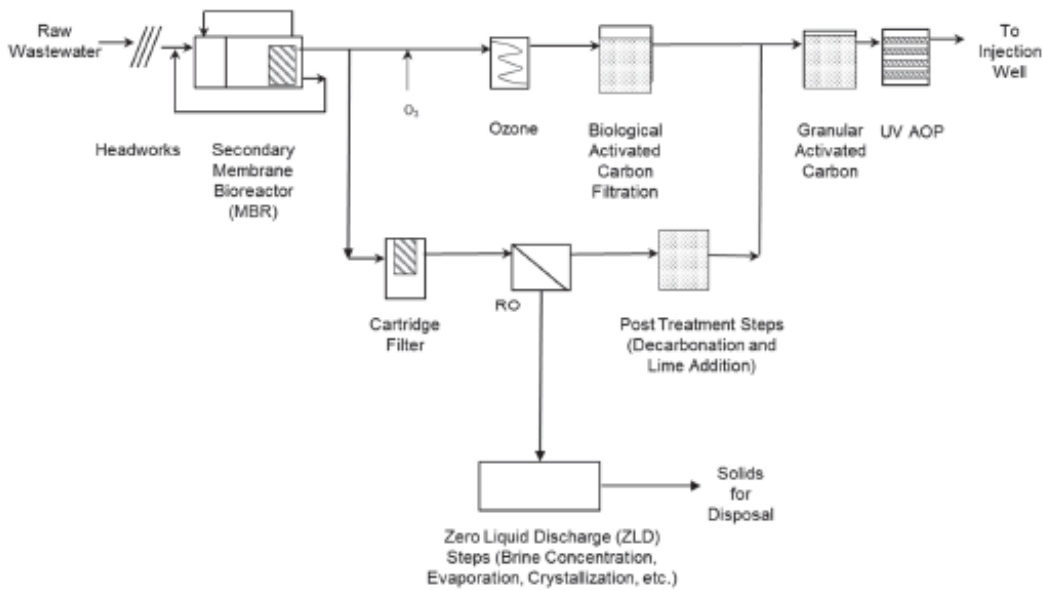 Raw
Wastewater
To
Injection
Well
O3
Ozone
UV AOP
Headworks
Secondary
Membrane
Bioreactor
(MBR)
Biological
Activated
Carbon
Filtration
Granular
Activated
Carbon
RO
Cartridge
Filter
Post Treatment Steps
(Decarbonation and
Lime Addition)
Solids
for
Disposal
Zero Liquid Discharge (ZLD)
Steps (Brine Concentration,
Evaporation, Crystallization, etc.)